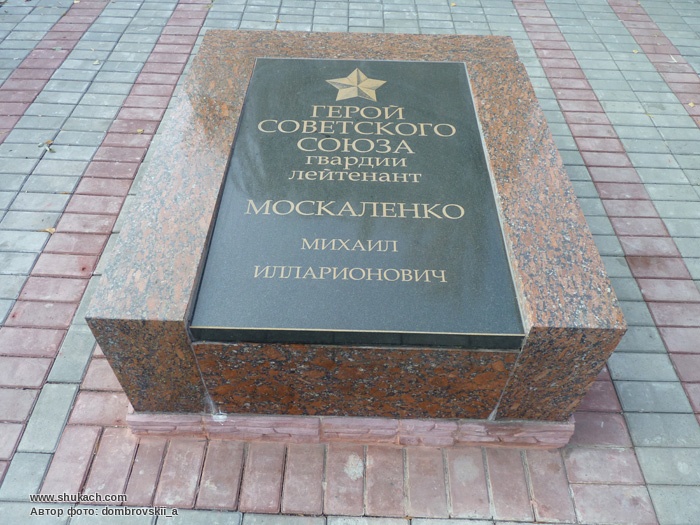 ГЕРОЙ
СОВЕТСКОГО
СОЮЗА
гвардии
лейтенант
МОСКАЛЕНКО
МИХАИЛ
ИЛЛАРИОНОВИЧ
www.shukach.com
Автор фото: dombrovskii_a